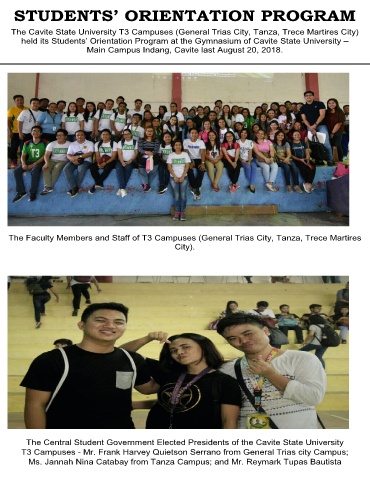 STUDENTS' ORIENTATION PROGRAM
The Cavite State University T3 Campuses (General Trias City, Tanza, Trece Martires City)
held its Students' Orientation Program at the Gymnasium of Cavite State University –
Main Campus Indang, Cavite last August 20, 2018.
T3
The Faculty Members and Staff of T3 Campuses (General Trias City, Tanza, Trece Martires
City).
The Central Student Government Elected Presidents of the Cavite State University
T3 Campuses - Mr. Frank Harvey Quietson Serrano from General Trias city Campus;
Ms. Jannah Nina Catabay from Tanza Campus; and Mr. Reymark Tupas Bautista